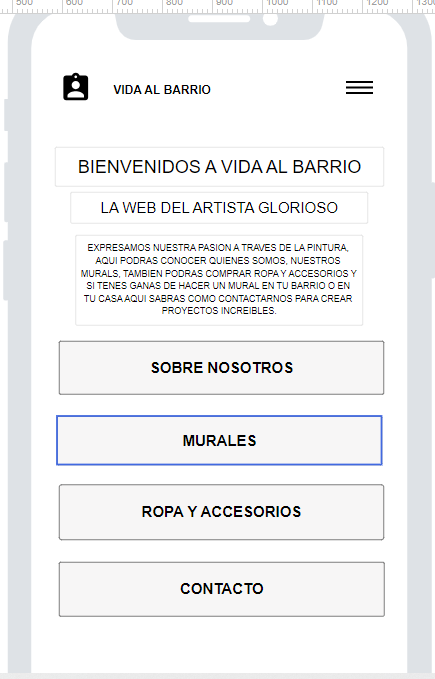 500 600 700 800 900 1000 1100 1200 1300
VIDA AL BARRIO
BIENVENIDOS A VIDA AL BARRIO
LA WEB DEL ARTISTA GLORIOSO
EXPRESAMOS NUESTRA PASION A TRAVES DE LA PINTURA,
AQUI PODRAS CONOCER QUIENES SOMOS, NUESTROS
MURALS, TAMBIEN PODRAS COMPRAR ROPA Y ACCESORIOS Y
SI TENES GANAS DE HACER UN MURAL EN TU BARRIO O EN
TU CASA AQUI SABRAS COMO CONTACTARNOS PARA CREAR
PROYECTOS INCREIBLES.
SOBRE NOSOTROS
MURALES
ROPA Y ACCESORIOS
CONTACTO